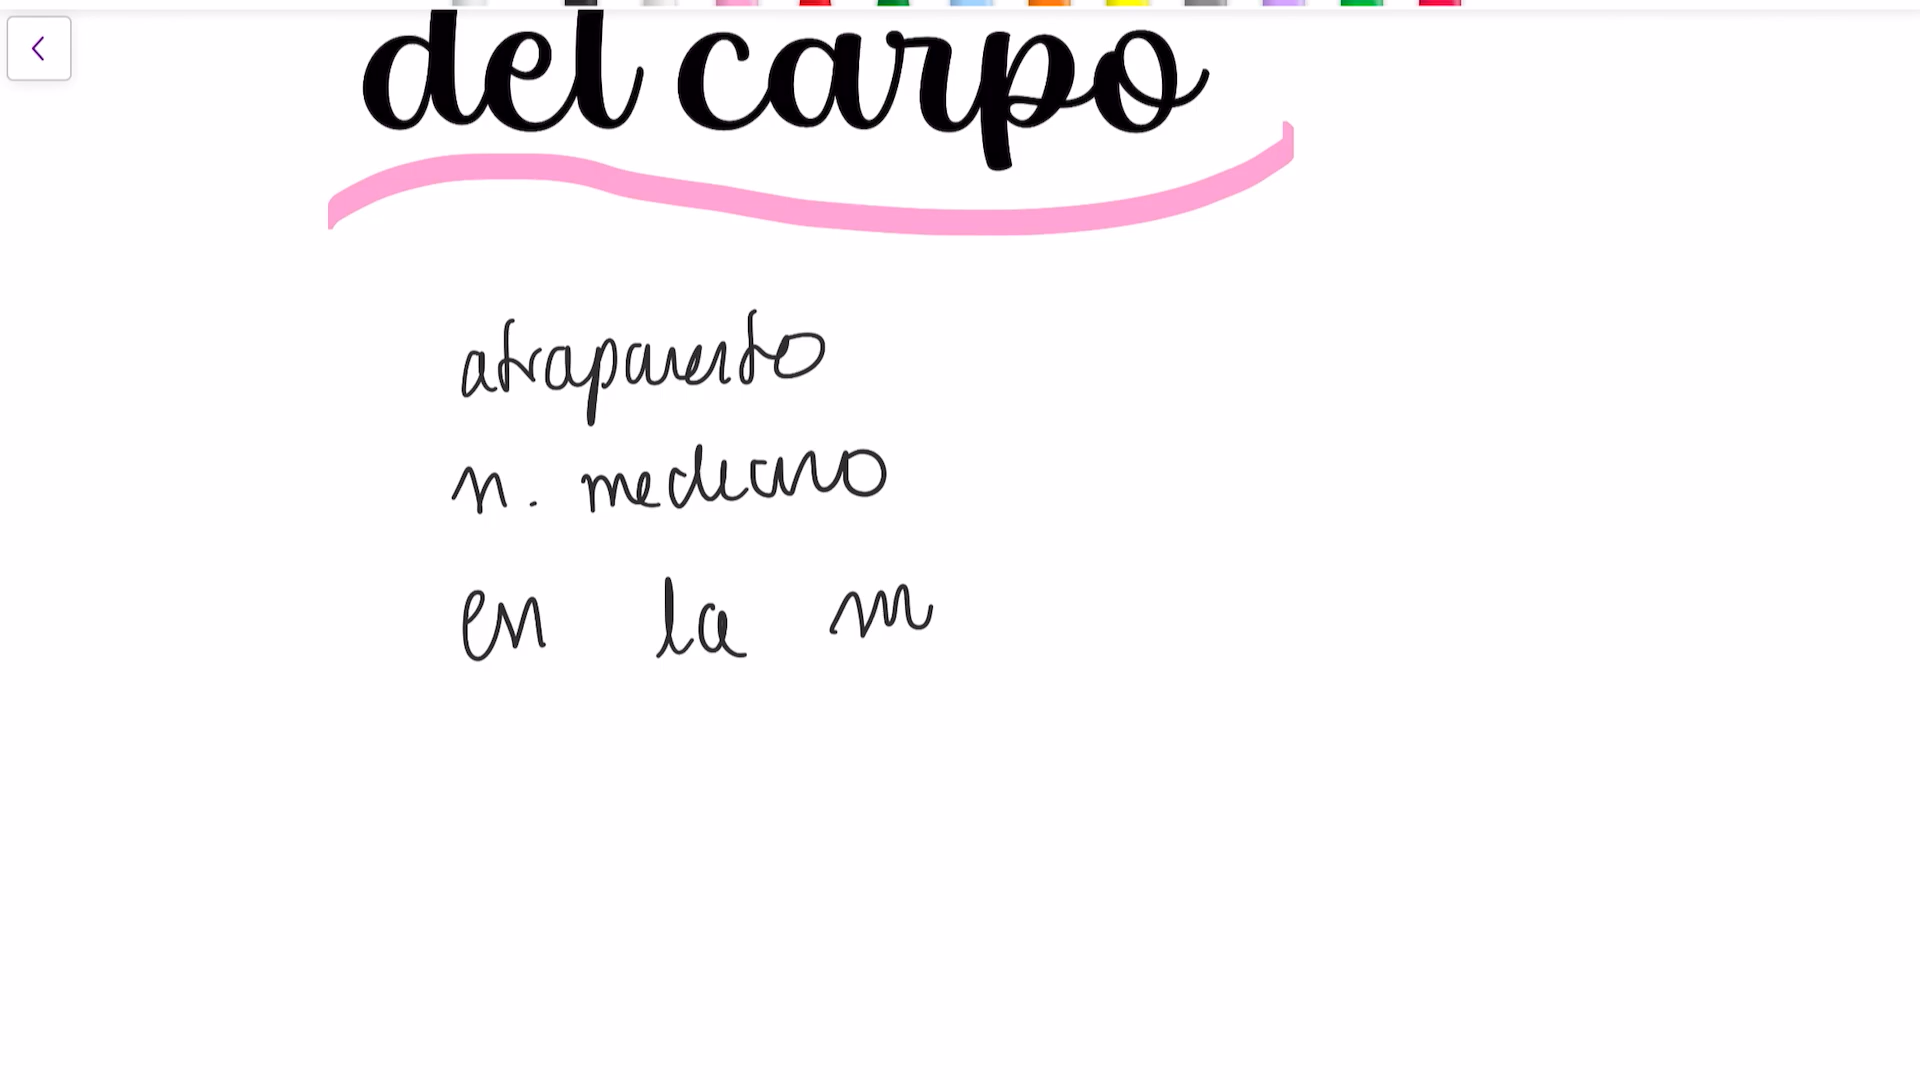 del carpo
atrapamiento
n. mediano
en la m